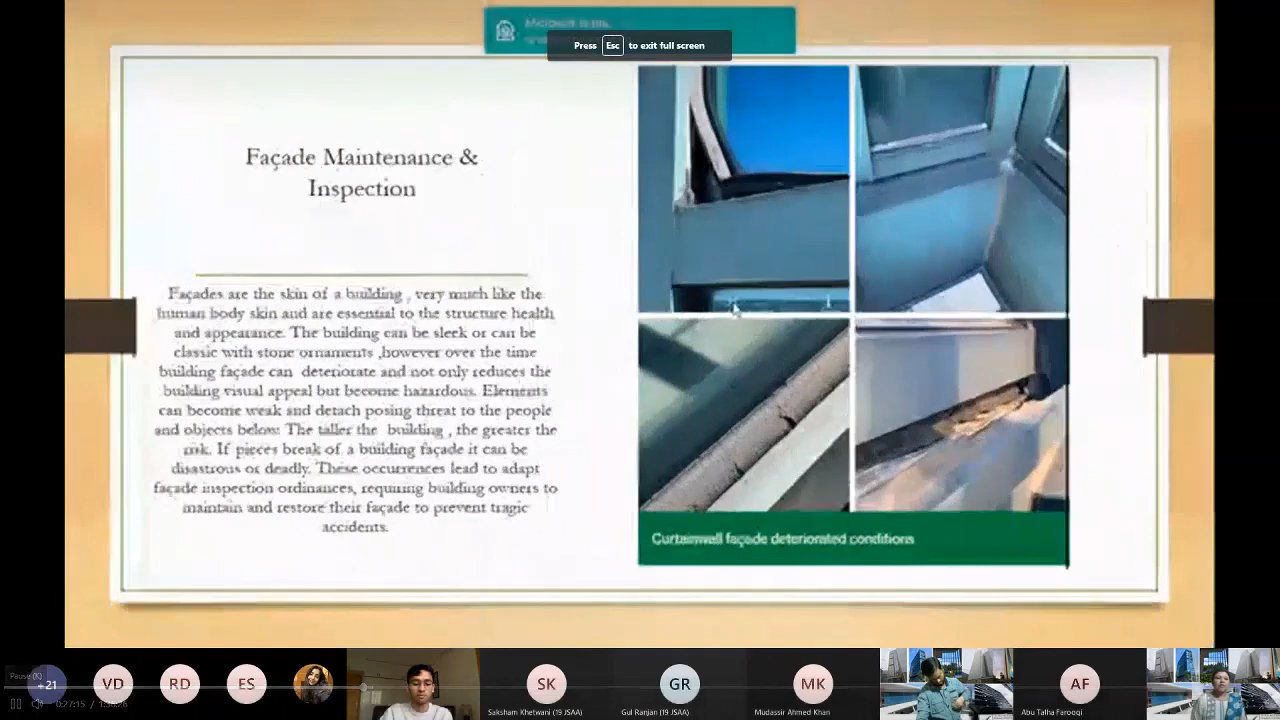 Microsoft Teams
Press Esc to exit full screen
Façade Maintenance &
Inspection
Façades are the skin of a building , very much like the
human body skin and are essential to the structure health
and appearance. The building can be sleek or can be
classic with stone ornaments ,however over the time
building façade can deteriorate and not only reduces the
building visual appeal but become hazardous. Elements
can become weak and detach posing threat to the people
and objects below. The taller the building , the greater the
risk. If pieces break of a building façade it can be
disastrous or deadly. These occurrences lead to adapt
façade inspection ordinances, requiring building owners to
maintain and restore their façade to prevent tragic
accidents.
Curtainwall façade deteriorated conditions
Pause (K)
+21
VD
RD
ES
SK
GR
MK
AF
0:27:15
Saksham Khetwani (19 JSAA)
Gul Ranjan (19 JSAA)
Mudassir Ahmed Khan
Abu Talha Farooqi